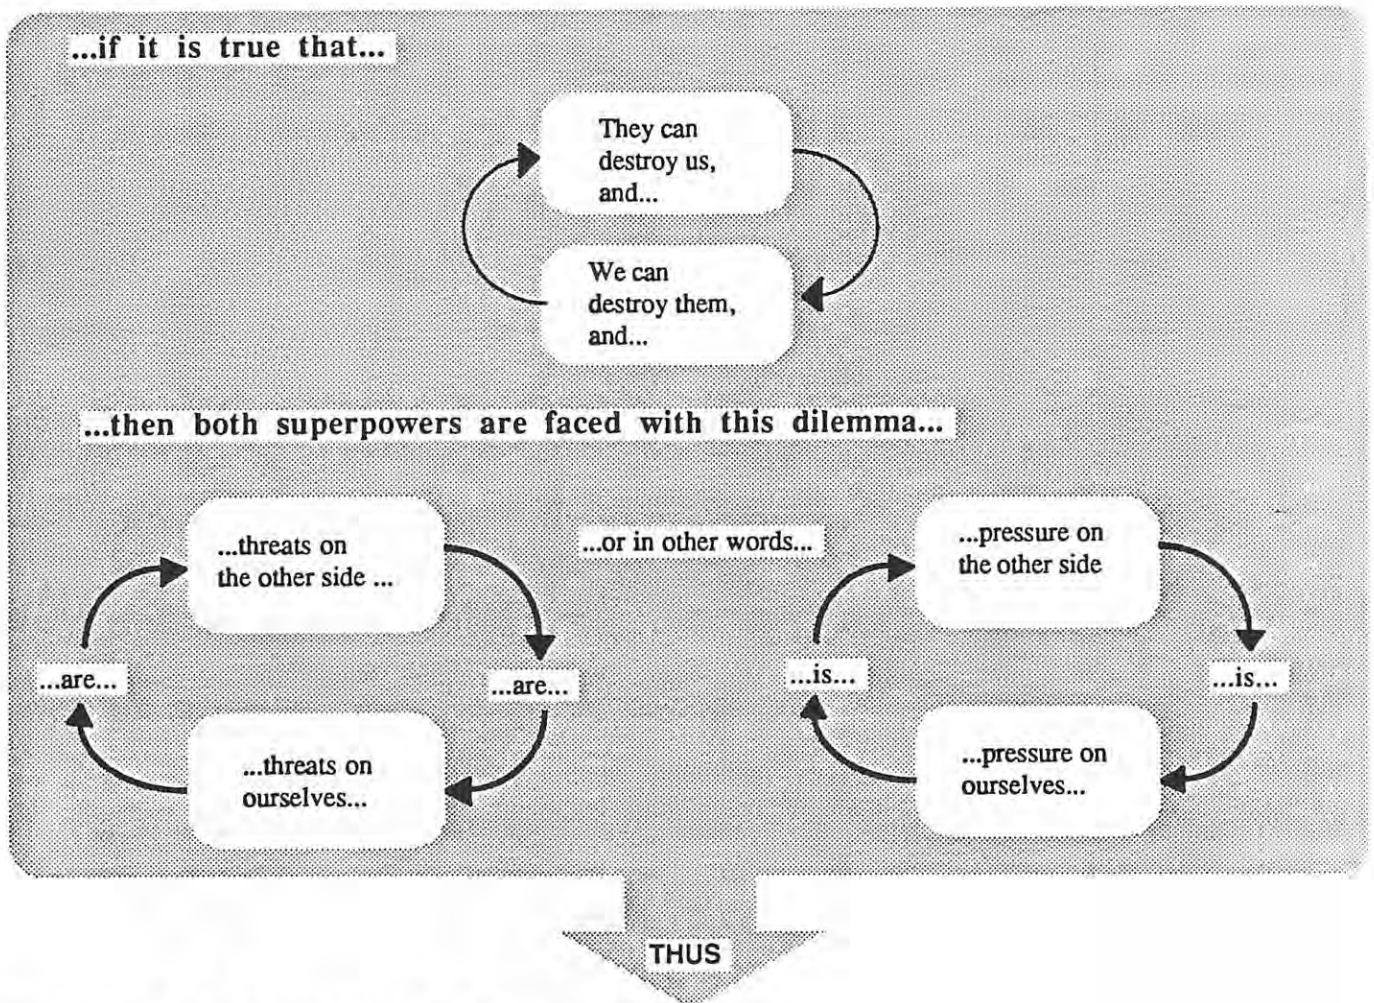 ...if it is true that...
They can
destroy us,
and...
We can
destroy them,
and...
...then both superpowers are faced with this dilemma...
...threats on
the other side ...
...are...
...threats on
ourselves...
...are...
...or in other words...
...pressure on
the other side
...is...
...pressure on
ourselves...
...is...
THUS